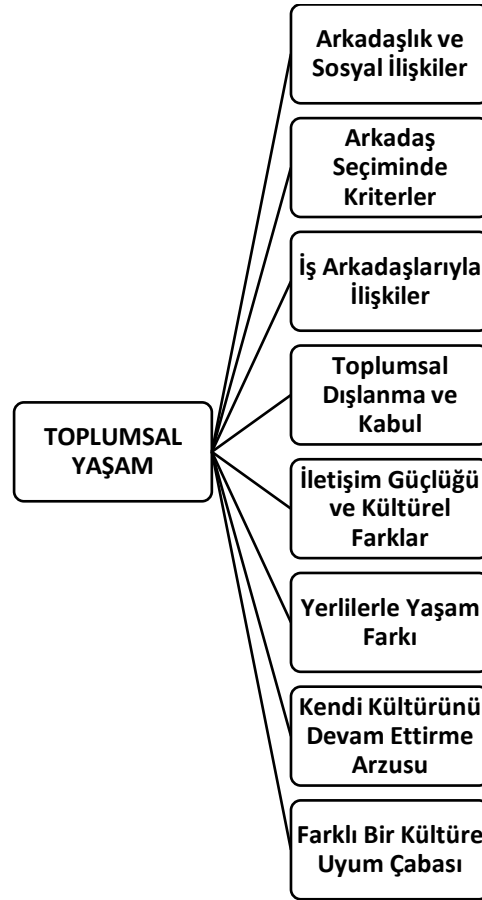 Arkadaşlık ve
Sosyal İlişkiler
Arkadaş
Seçiminde
Kriterler
İş Arkadaşlarıyla
İlişkiler
Toplumsal
Dışlanma ve
Kabul
TOPLUMSAL
YAŞAM
İletişim Güçlüğü
ve Kültürel
Farklar
Yerlilerle Yaşam
Farkı
Kendi Kültürünü
Devam Ettirme
Arzusu
Farklı Bir Kültüre
Uyum Çabası